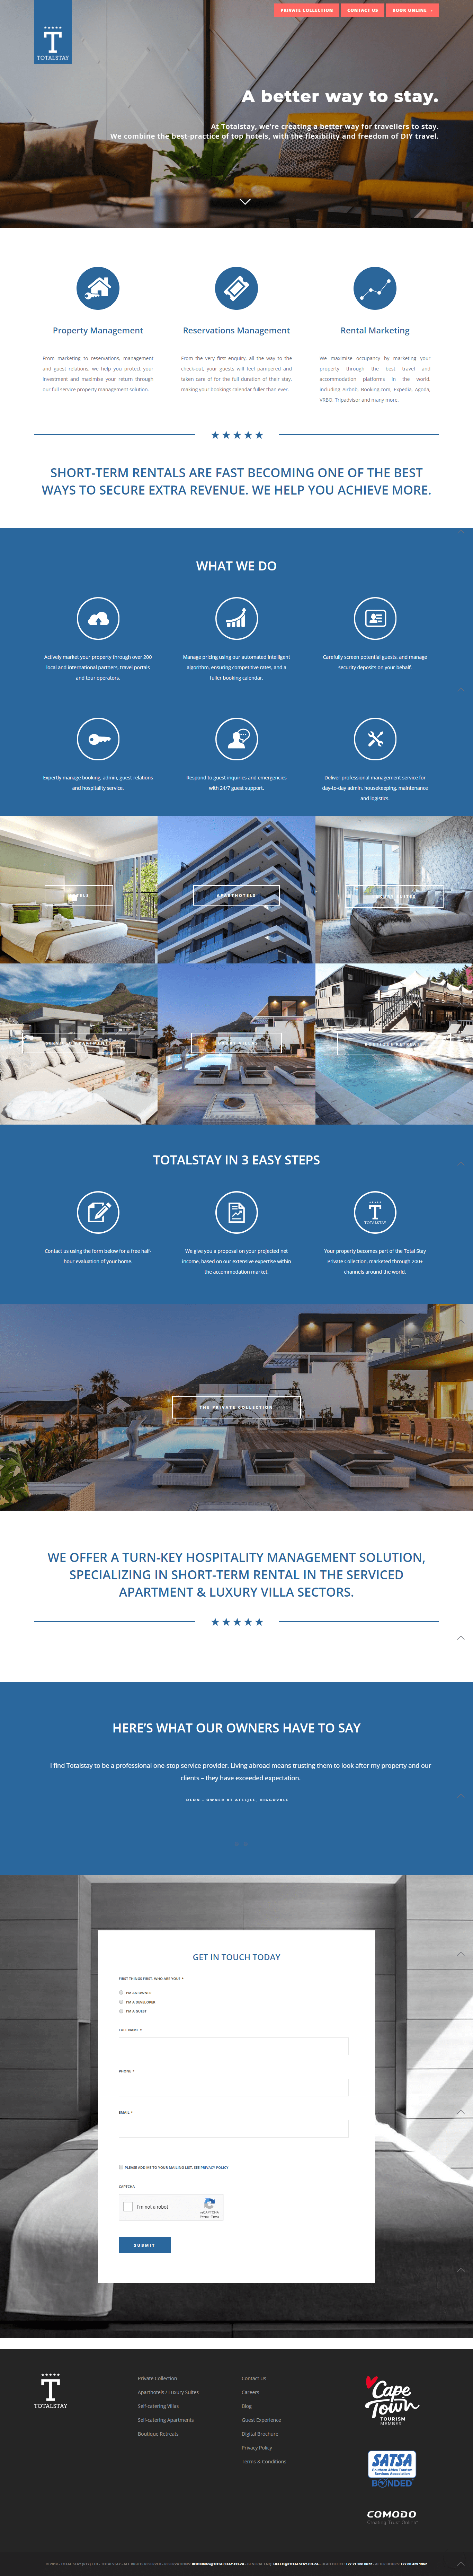 PRIVATE COLLECTION
CONTACT US
BOOK ONLINE →
TOTALSTAY
A better way to stay.
At Totalstay, we're creating a better way for travellers to stay.
We combine the best-practice of top hotels, with the flexibility and freedom of DIY travel.
Property Management
From marketing to reservations, management
and guest relations, we help you protect your
investment and maximise your return through
our full service property management solution.
Reservations Management
From the very first enquiry, all the way to the
check-out, your guests will feel pampered and
taken care of for the full duration of their stay,
making your bookings calendar fuller than ever.
Rental Marketing
We maximise occupancy by marketing your
property through the best travel and
accommodation platforms in the world,
including Airbnb, Booking.com, Expedia, Agoda,
VRBO, Tripadvisor and many more.
SHORT-TERM RENTALS ARE FAST BECOMING ONE OF THE BEST
WAYS TO SECURE EXTRA REVENUE. WE HELP YOU ACHIEVE MORE.
WHAT WE DO
Actively market your property through over 200
local and international partners, travel portals
and tour operators.
Manage pricing using our automated intelligent
algorithm, ensuring competitive rates, and a
fuller booking calendar.
Carefully screen potential guests, and manage
security deposits on your behalf.
Expertly manage booking, admin, guest relations
and hospitality service.
Respond to guest inquiries and emergencies
with 24/7 guest support.
Deliver professional management service for
day-to-day admin, housekeeping, maintenance
and logistics.
APARTHOTELS
TOTALSTAY IN 3 EASY STEPS
Contact us using the form below for a free half-
hour evaluation of your home.
We give you a proposal on your projected net
income, based on our extensive expertise within
the accommodation market.
TOTALSTAY
Your property becomes part of the Total Stay
Private Collection, marketed through 200+
channels around the world.
THE PRIVATE COLLECTION
WE OFFER A TURN-KEY HOSPITALITY MANAGEMENT SOLUTION,
SPECIALIZING IN SHORT-TERM RENTAL IN THE SERVICED
APARTMENT & LUXURY VILLA SECTORS.
HERE'S WHAT OUR OWNERS HAVE TO SAY
I find Totalstay to be a professional one-stop service provider. Living abroad means trusting them to look after my property and our
clients – they have exceeded expectation.
DEON - OWNER AT ATELJEE, HIGGOVALE
GET IN TOUCH TODAY
FIRST THINGS FIRST, WHO ARE YOU? *
I'M AN OWNER
I'M A DEVELOPER
I'M A GUEST
FULL NAME *
PHONE *
EMAIL *
PLEASE ADD ME TO YOUR MAILING LIST. SEE PRIVACY POLICY
CAPTCHA
I'm not a robot
reCAPTCHA
Privacy - Terms
SUBMIT
TOTALSTAY
Private Collection
Aparthotels / Luxury Suites
Self-catering Villas
Self-catering Apartments
Boutique Retreats
Contact Us
Careers
Blog
Guest Experience
Digital Brochure
Privacy Policy
Terms & Conditions
Cape
Town
TOURISM
MEMBER
SATSA
Southern Africa Tourism
Services Association
BONDED
COMODO
Creating Trust Online